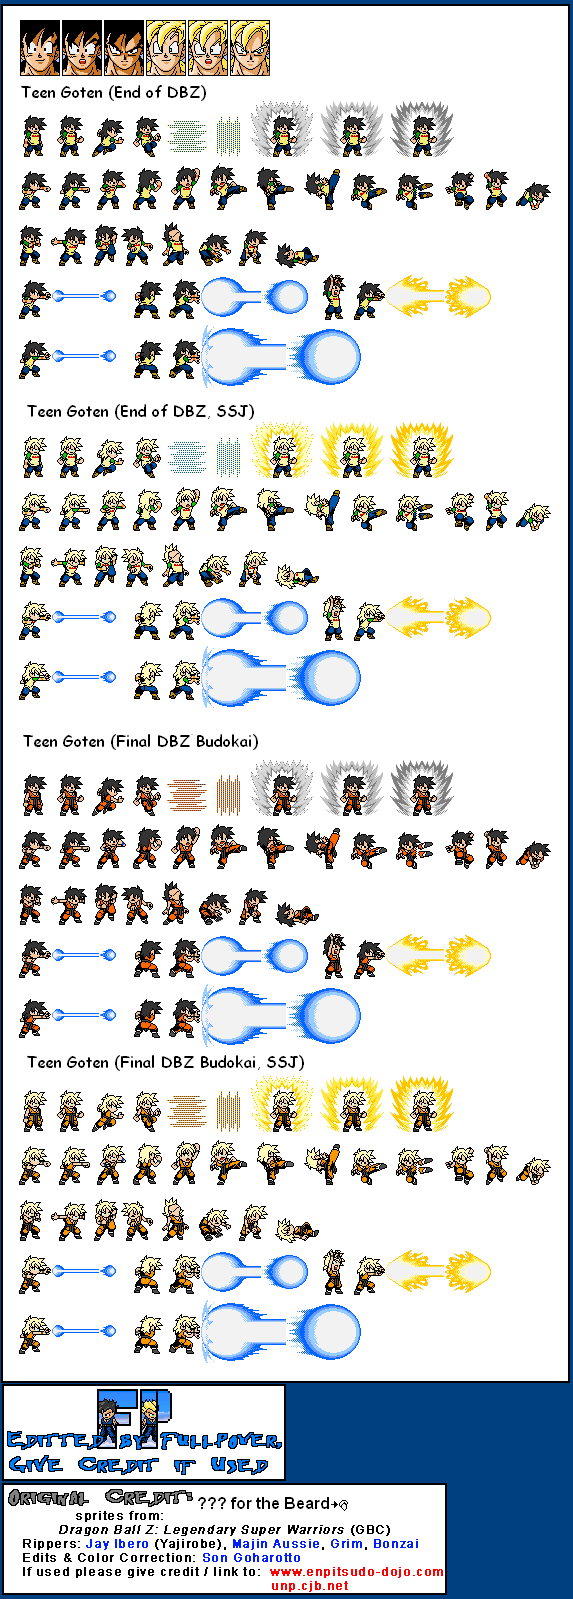 Teen Goten (End of DBZ)
Teen Goten (End of DBZ, SSJ)
Teen Goten (Final DBZ Budokai)
Teen Goten (Final DBZ Budokai, SSJ)
FP
Editted by FullPower,
Give Credit if Used
Original Credit: ??? for the Beard
sprites from:
Dragon Ball Z: Legendary Super Warriors (GBC)
Rippers: Jay Ibero (Yajirobe), Majin Aussie, Grim, Bonzai
Edits & Color Correction: Son Goharotto
If used please give credit / link to: www.enpitsudo-dojo.com
unp.cjb.net